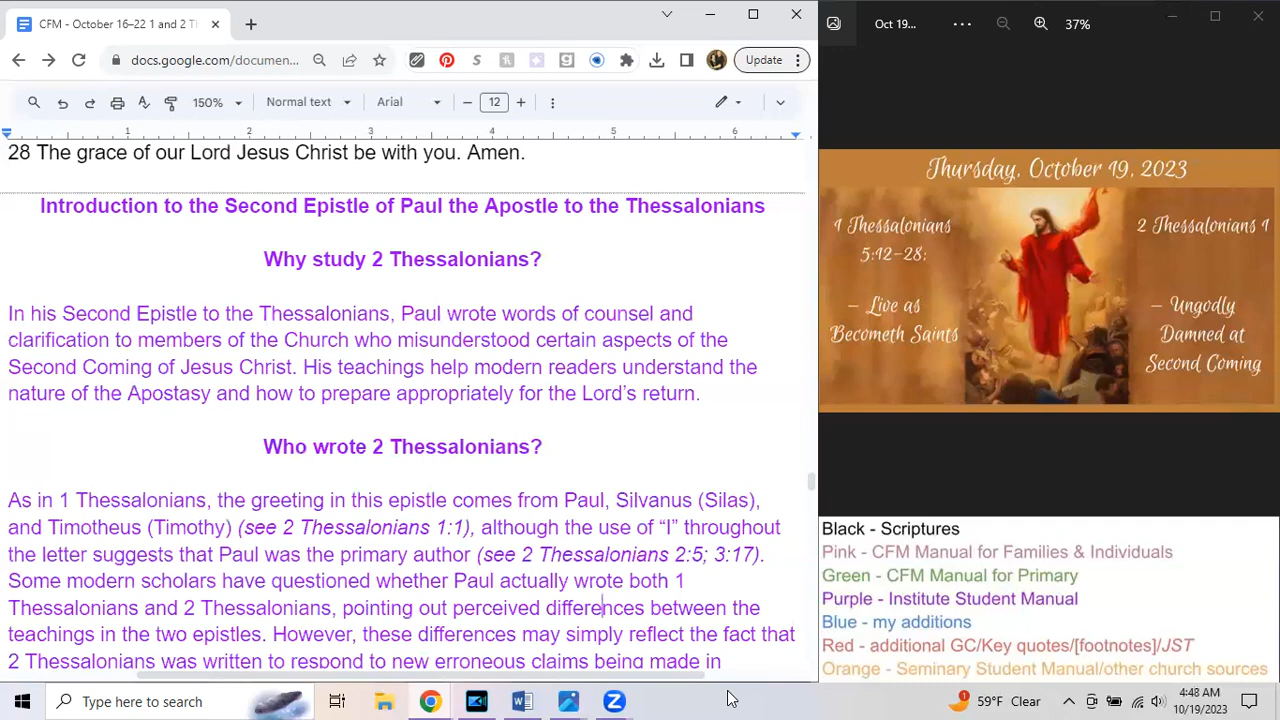 CFM - October 16–22 1 and 2 Th
Oct 19...
37%
docs.google.com/documen...
Update
150%
Normal text
Arial
12
1 2 3 4 5 6
28 The grace of our Lord Jesus Christ be with you. Amen.
Introduction to the Second Epistle of Paul the Apostle to the Thessalonians
Why study 2 Thessalonians?
In his Second Epistle to the Thessalonians, Paul wrote words of counsel and
clarification to members of the Church who misunderstood certain aspects of the
Second Coming of Jesus Christ. His teachings help modern readers understand the
nature of the Apostasy and how to prepare appropriately for the Lord's return.
Who wrote 2 Thessalonians?
As in 1 Thessalonians, the greeting in this epistle comes from Paul, Silvanus (Silas),
and Timotheus (Timothy) (see 2 Thessalonians 1:1), although the use of “I” throughout
the letter suggests that Paul was the primary author (see 2 Thessalonians 2:5; 3:17).
Some modern scholars have questioned whether Paul actually wrote both 1
Thessalonians and 2 Thessalonians, pointing out perceived differences between the
teachings in the two epistles. However, these differences may simply reflect the fact that
2 Thessalonians was written to respond to new erroneous claims being made in
Thursday, October 19, 2023
1 Thessalonians
5:12–28;
– Live as
Becometh Saints
2 Thessalonians 1
– Ungodly
Damned at
Second Coming
Black - Scriptures
Pink - CFM Manual for Families & Individuals
Green - CFM Manual for Primary
Purple - Institute Student Manual
Blue - my additions
Red - additional GC/Key quotes/[footnotes]/JST
Orange - Seminary Student Manual/other church sources
Type here to search
59°F Clear
4:48 AM
10/19/2023